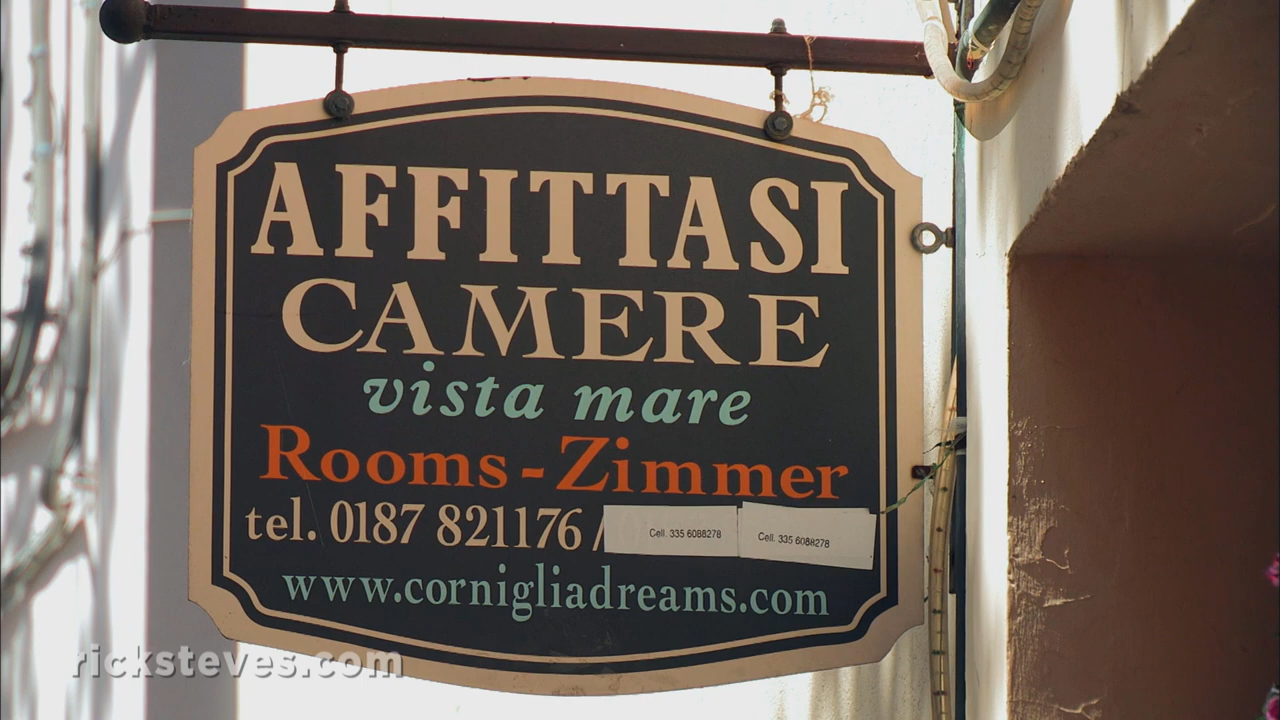 AFFITTASI
CAMERE
vista mare
Rooms - Zimmer
tel. 0187 821176 / Cell. 335 6088278 Cell. 335 6088278
www.cornigliadreams.com
ricksteves.com